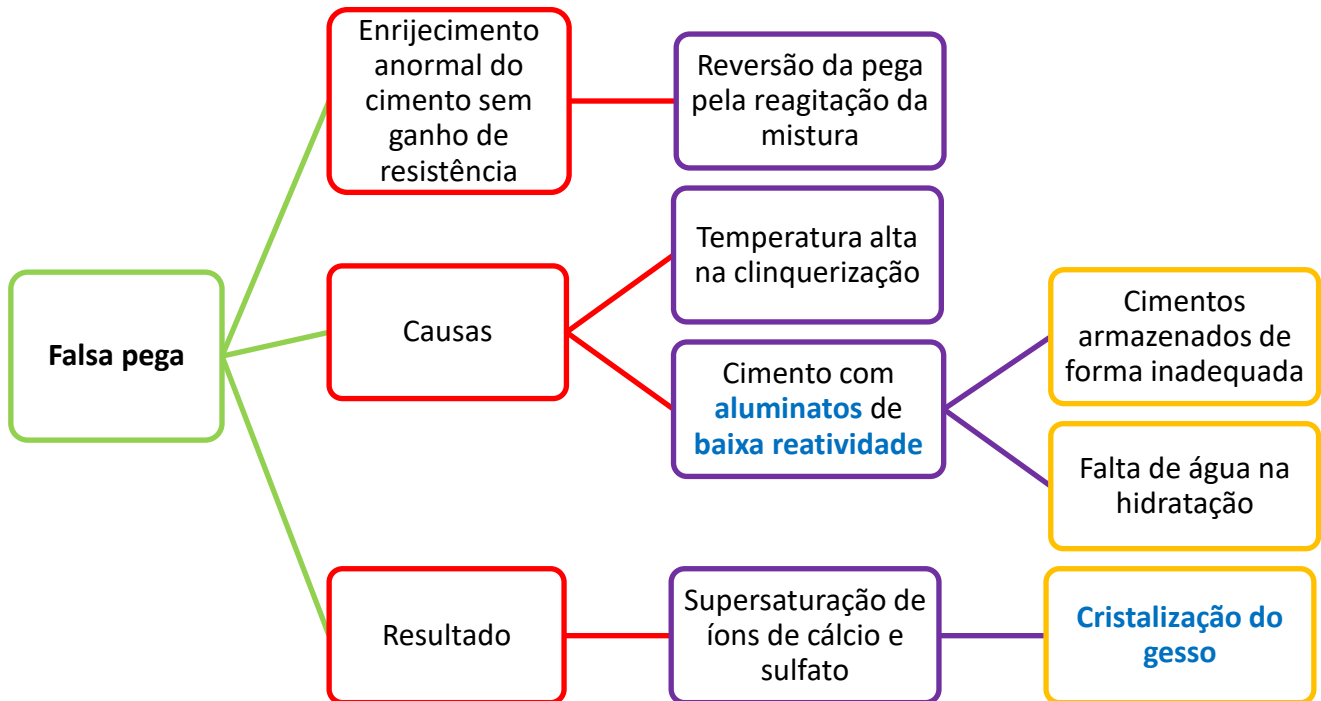 Falsa pega
Enrijecimento
anormal do
cimento sem
ganho de
resistência
Reversão da pega
pela reagitação da
mistura
Causas
Temperatura alta
na clinquerização
Cimento com
aluminatos de
baixa reatividade
Cimentos
armazenados de
forma inadequada
Falta de água na
hidratação
Resultado
Supersaturação de
íons de cálcio e
sulfato
Cristalização do
gesso